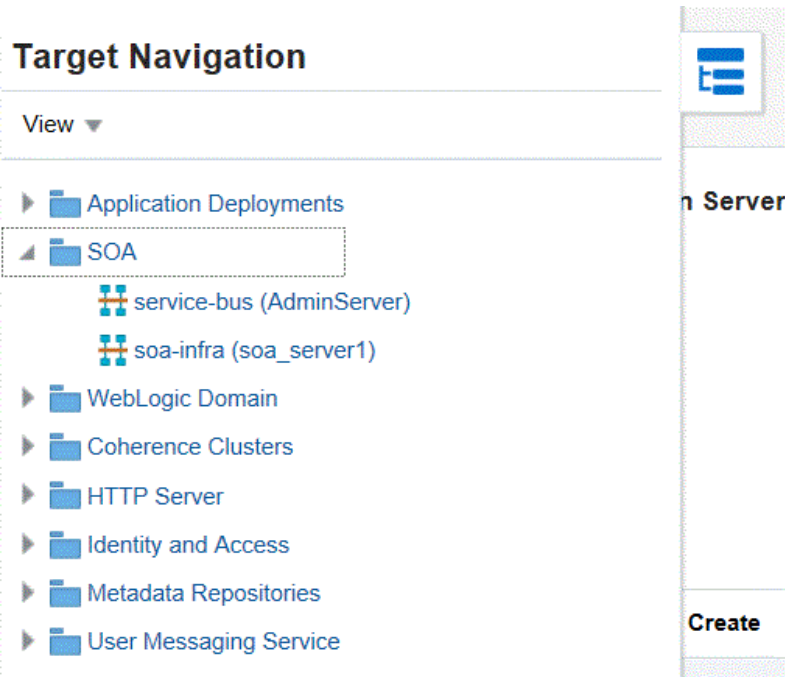 Target Navigation
View
Application Deployments
n Server
SOA
service-bus (AdminServer)
soa-infra (soa_server1)
WebLogic Domain
Coherence Clusters
HTTP Server
Identity and Access
Metadata Repositories
Create
User Messaging Service